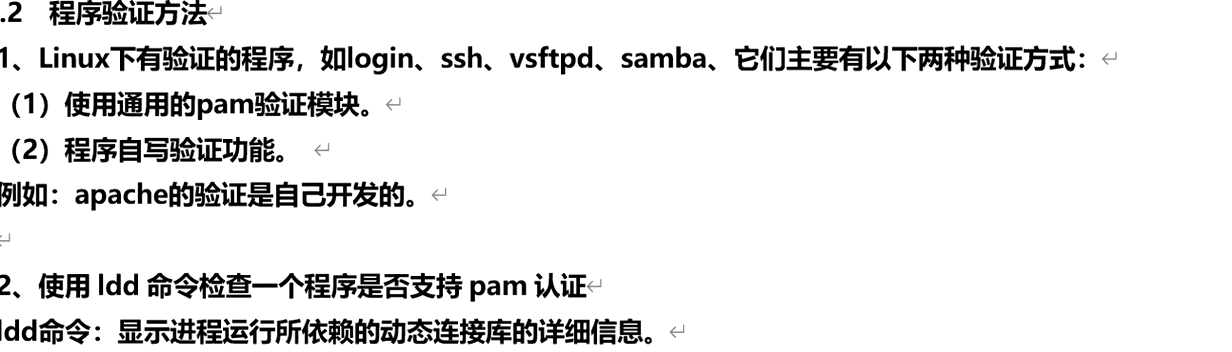 .2 程序验证方法
1、Linux下有验证的程序，如login、ssh、vsftpd、samba、它们主要有以下两种验证方式：
（1）使用通用的pam验证模块。
（2）程序自写验证功能。
例如：apache的验证是自己开发的。
2、使用 ldd 命令检查一个程序是否支持 pam 认证
ldd命令：显示进程运行所依赖的动态连接库的详细信息。